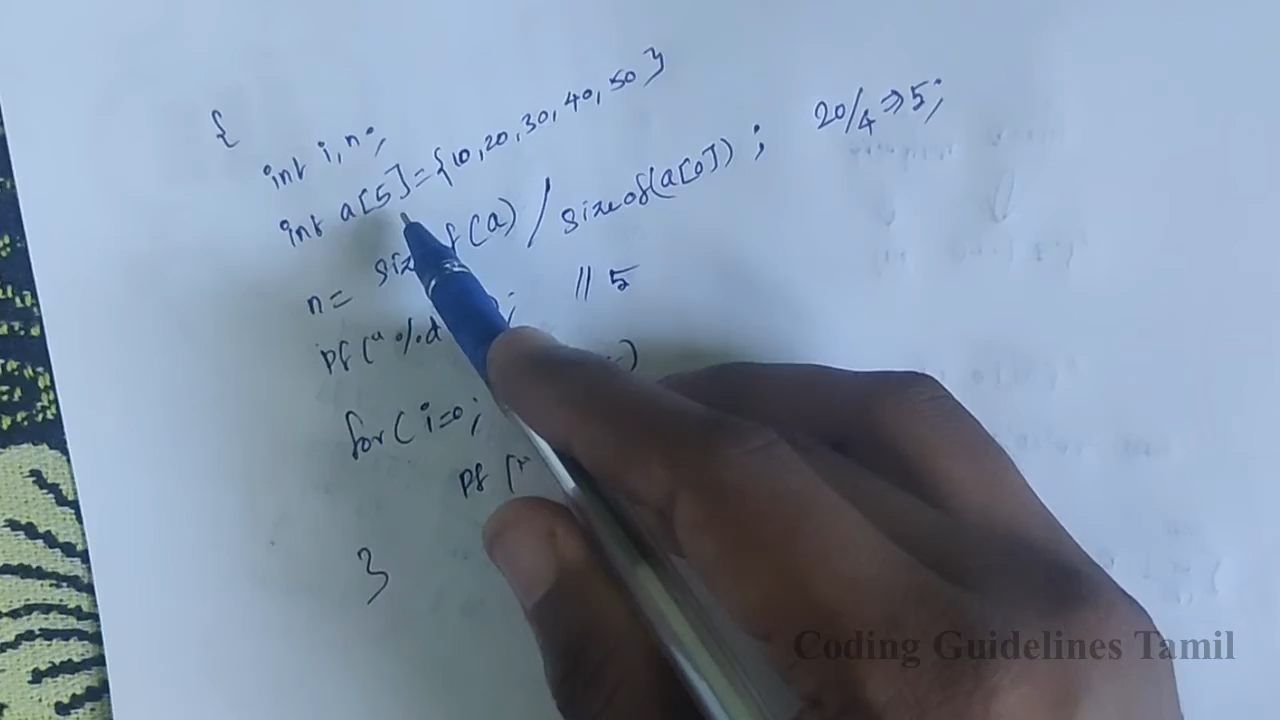 {
int i,n;
int a[5]={10,20,30,40,50}
n= sizeof(a) / sizeof(a[0]); 20/4⇒5;
pf("%d ; // 5
for(i=0; )
pf("
}
Coding Guidelines Tamil